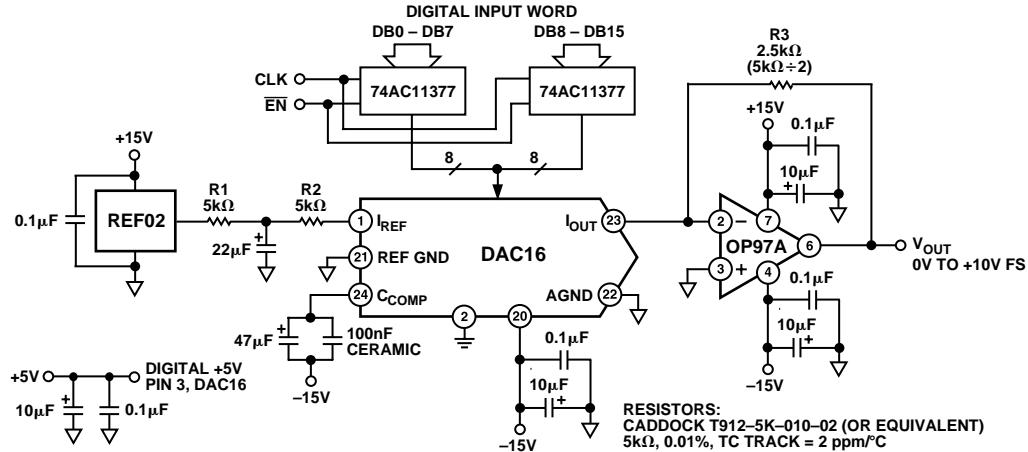 DIGITAL INPUT WORD
DB0 – DB7
DB8 – DB15
CLK
EN
74AC11377
74AC11377
8
8
R3
2.5kΩ
(5kΩ÷2)
+15V
0.1µF
10µF
+
+15V
0.1µF
REF02
R1
5kΩ
R2
5kΩ
+
22µF
1
IREF
21
REF GND
24
CCOMP
DAC16
IOUT
23
AGND
22
2
20
2
–
3
+
7
OP97A
6
4
VOUT
0V TO +10V FS
0.1µF
10µF
+
–15V
+
47µF
100nF
CERAMIC
–15V
0.1µF
10µF
+
–15V
+5V
DIGITAL +5V
PIN 3, DAC16
+
10µF
0.1µF
RESISTORS:
CADDOCK T912–5K–010–02 (OR EQUIVALENT)
5kΩ, 0.01%, TC TRACK = 2 ppm/°C